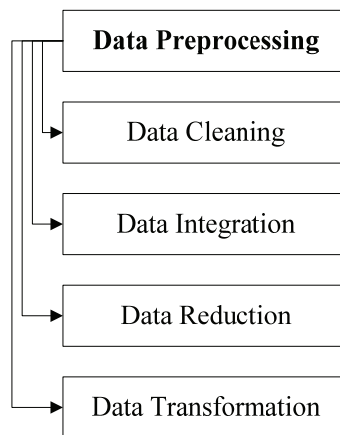 Data Preprocessing
Data Cleaning
Data Integration
Data Reduction
Data Transformation